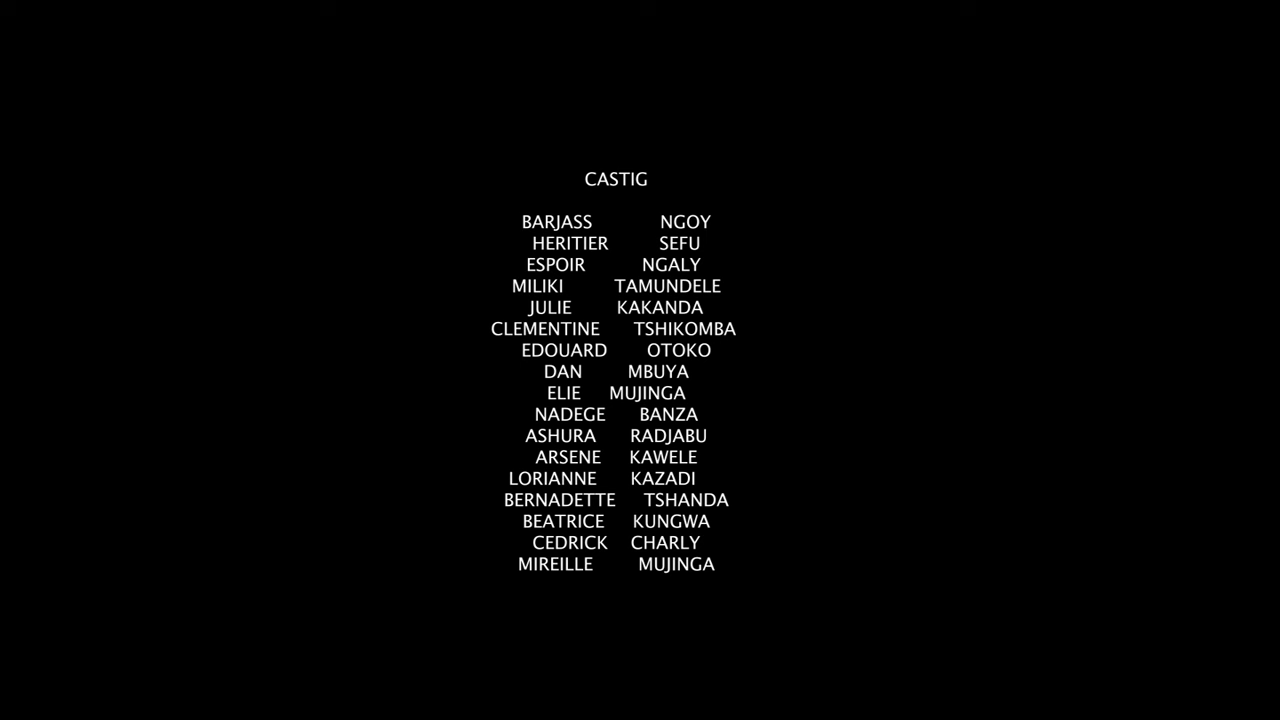 CASTIG
BARJASS NGOY
HERITIER SEFU
ESPOIR NGALY
MILIKI TAMUNDELE
JULIE KAKANDA
CLEMENTINE TSHIKOMBA
EDOUARD OTOKO
DAN MBUYA
ELIE MUJINGA
NADEGE BANZA
ASHURA RADJABU
ARSENE KAWELE
LORIANNE KAZADI
BERNADETTE TSHANDA
BEATRICE KUNGWA
CEDRICK CHARLY
MIREILLE MUJINGA